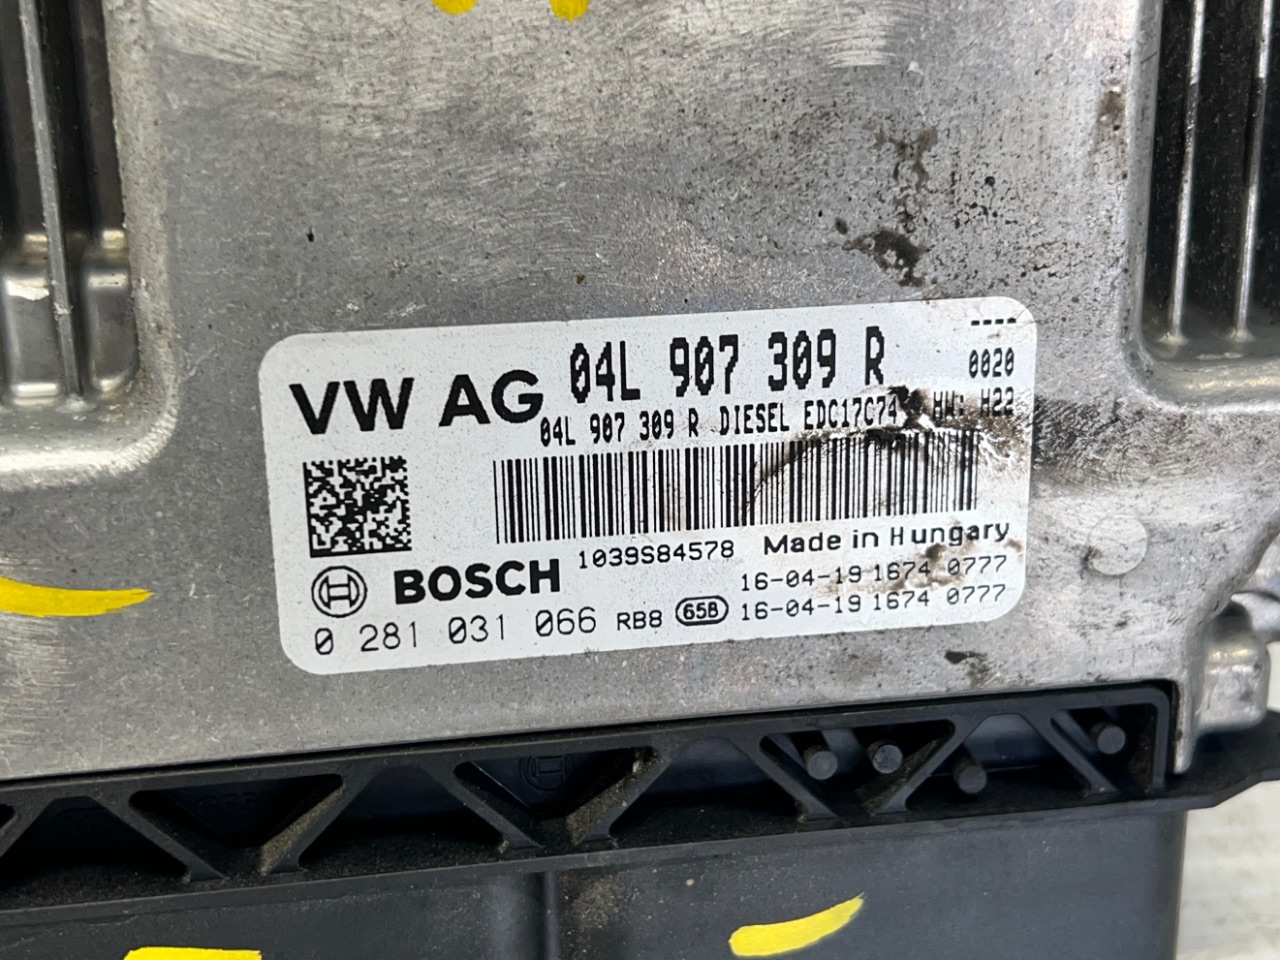 ----
VW AG 04L 907 309 R 0020
04L 907 309 R DIESEL EDC17C74 HW: H22
1039S84578 Made in Hungary
BOSCH 16-04-19 1674 0777
0 281 031 066 RB8 65B 16-04-19 1674 0777